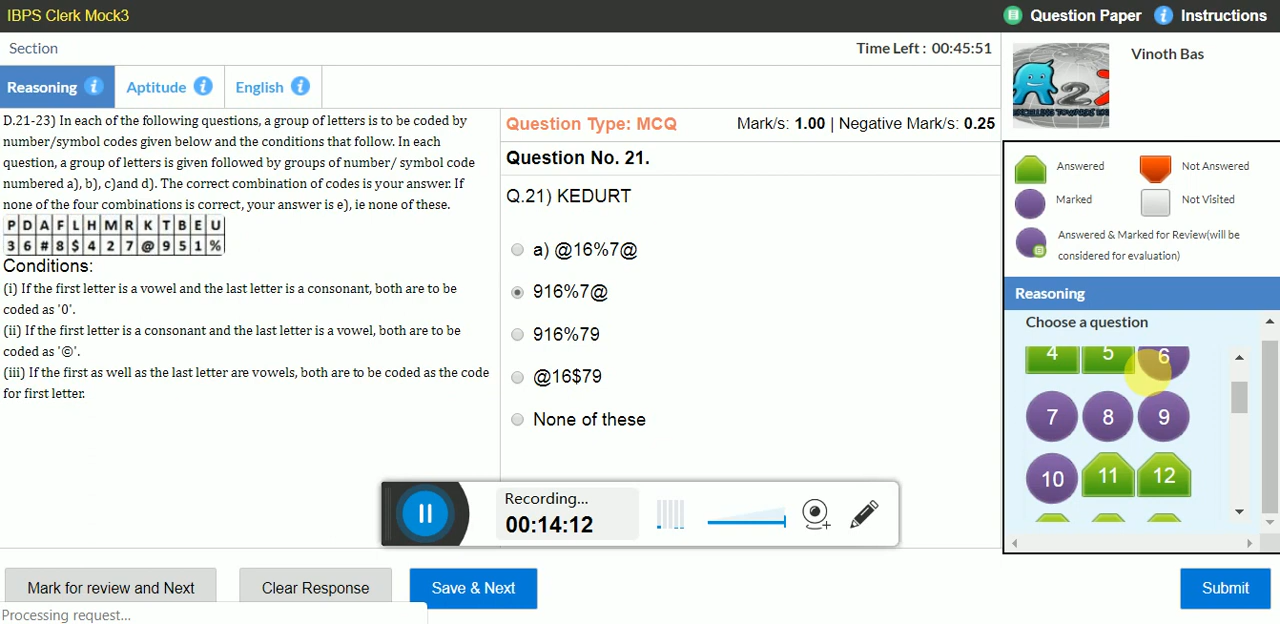 IBPS Clerk Mock3
Question Paper
Instructions
Section
Time Left : 00:45:51
Vinoth Bas
Reasoning
Aptitude
English
D.21-23) In each of the following questions, a group of letters to be coded by
number/symbol codes given below and the conditions that follow. In each
question, a group of letters is given followed by groups of number/ symbol code
numbered a), b), c)and d). The correct combination of codes is your answer. If
none of the four combinations is correct, your answer is e), ie none of these.
P D A F L H M R K T B E U
3 6 # 8 $ 4 2 7 @ 9 5 1 %
Conditions:
(i) If the first letter is a vowel and the last letter is a consonant, both are to be
coded as '0'.
(ii) If the first letter is a consonant and the last letter is a vowel, both are to be
coded as '©'.
(iii) If the first as well as the last letter are vowels, both are to be coded as the code
for first letter.
Question Type: MCQ
Mark/s: 1.00 | Negative Mark/s: 0.25
Question No. 21.
Q.21) KEDURT
a) @16%7@
916%7@
916%79
@16$79
None of these
Answered
Not Answered
Marked
Not Visited
Answered & Marked for Review(will be
considered for evaluation)
Reasoning
Choose a question
4 5 6
7 8 9
10 11 12
Recording...
00:14:12
Mark for review and Next
Clear Response
Save & Next
Submit
Processing request...